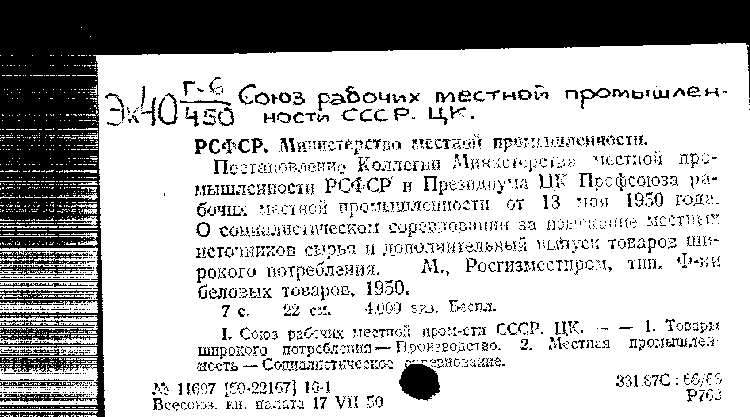 Эк40 Г-6/450 Союз рабочих местной промышлен-
ности СССР. ЦК.
РСФСР. Министерство местной промышленности.
Постановление Коллегии Министерства местной про-
мышленности РСФСР и Президиума ЦК Профсоюза ра-
бочих местной промышленности от 13 мая 1950 года.
О социалистическом соревновании за изыскание местных
источников сырья и дополнительный выпуск товаров ши-
рокого потребления. М., Росгизместпром, тип. Ф-ки
беловых товаров, 1950.
7 с. 22 см. 4.000 экз. Беспл.
I. Союз рабочих местной пром-сти СССР. ЦК. — — 1. Товары
широкого потребления — Производство. 2. Местная промышлен-
ность — Социалистическое соревнование.
№ 11697 [50-22167] 16-1
331.87С : 66/68
Всесоюз. кн. палата 17 VII 50
Р763